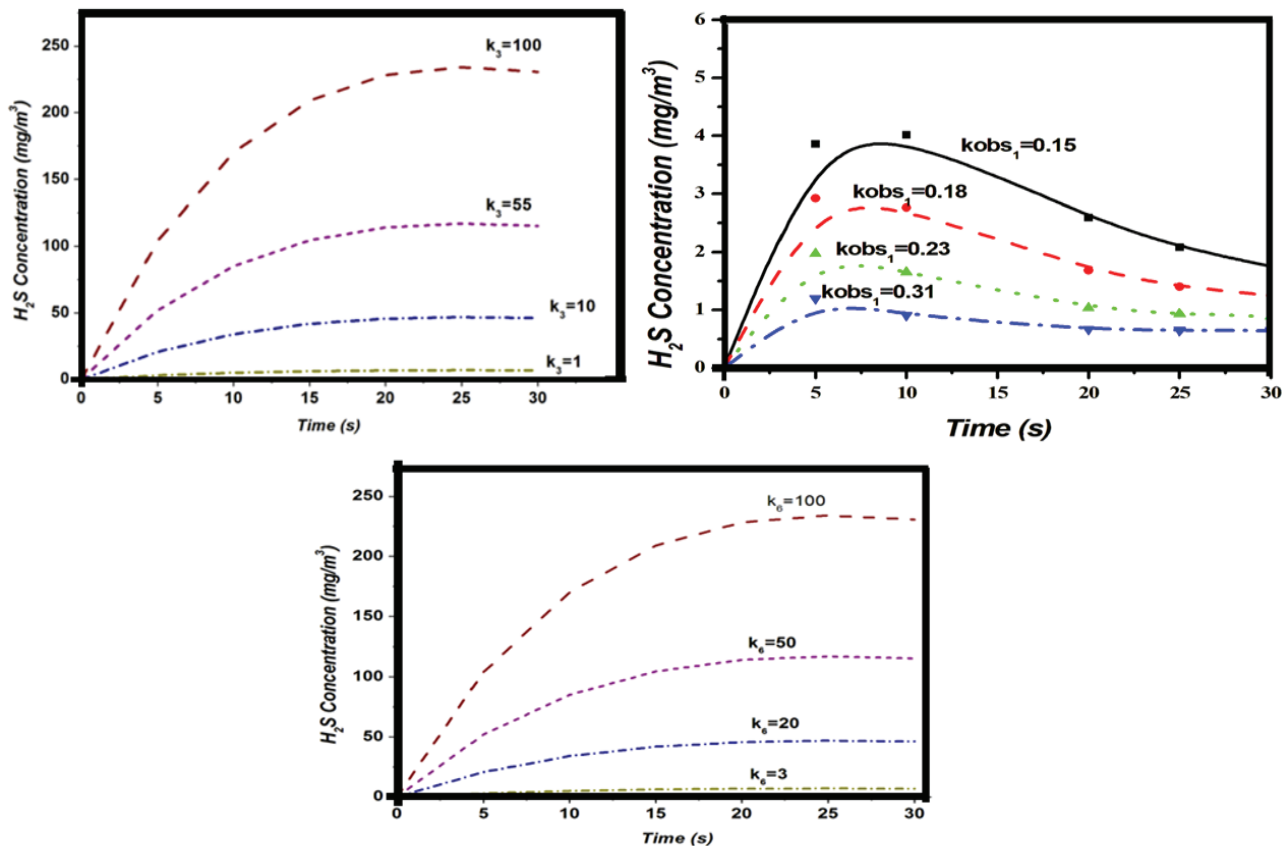 H₂S Concentration (mg/m³)
250
200
150
100
50
0
k₃=100
k₃=55
k₃=10
k₃=1
0 5 10 15 20 25 30
Time (s)
H₂S Concentration (mg/m³)
6
5
4
3
2
1
0
kobs₁=0.15
kobs₁=0.18
kobs₁=0.23
kobs₁=0.31
0 5 10 15 20 25 30
Time (s)
H₂S Concentration (mg/m³)
250
200
150
100
50
0
k₆=100
k₆=50
k₆=20
k₆=3
0 5 10 15 20 25 30
Time (s)